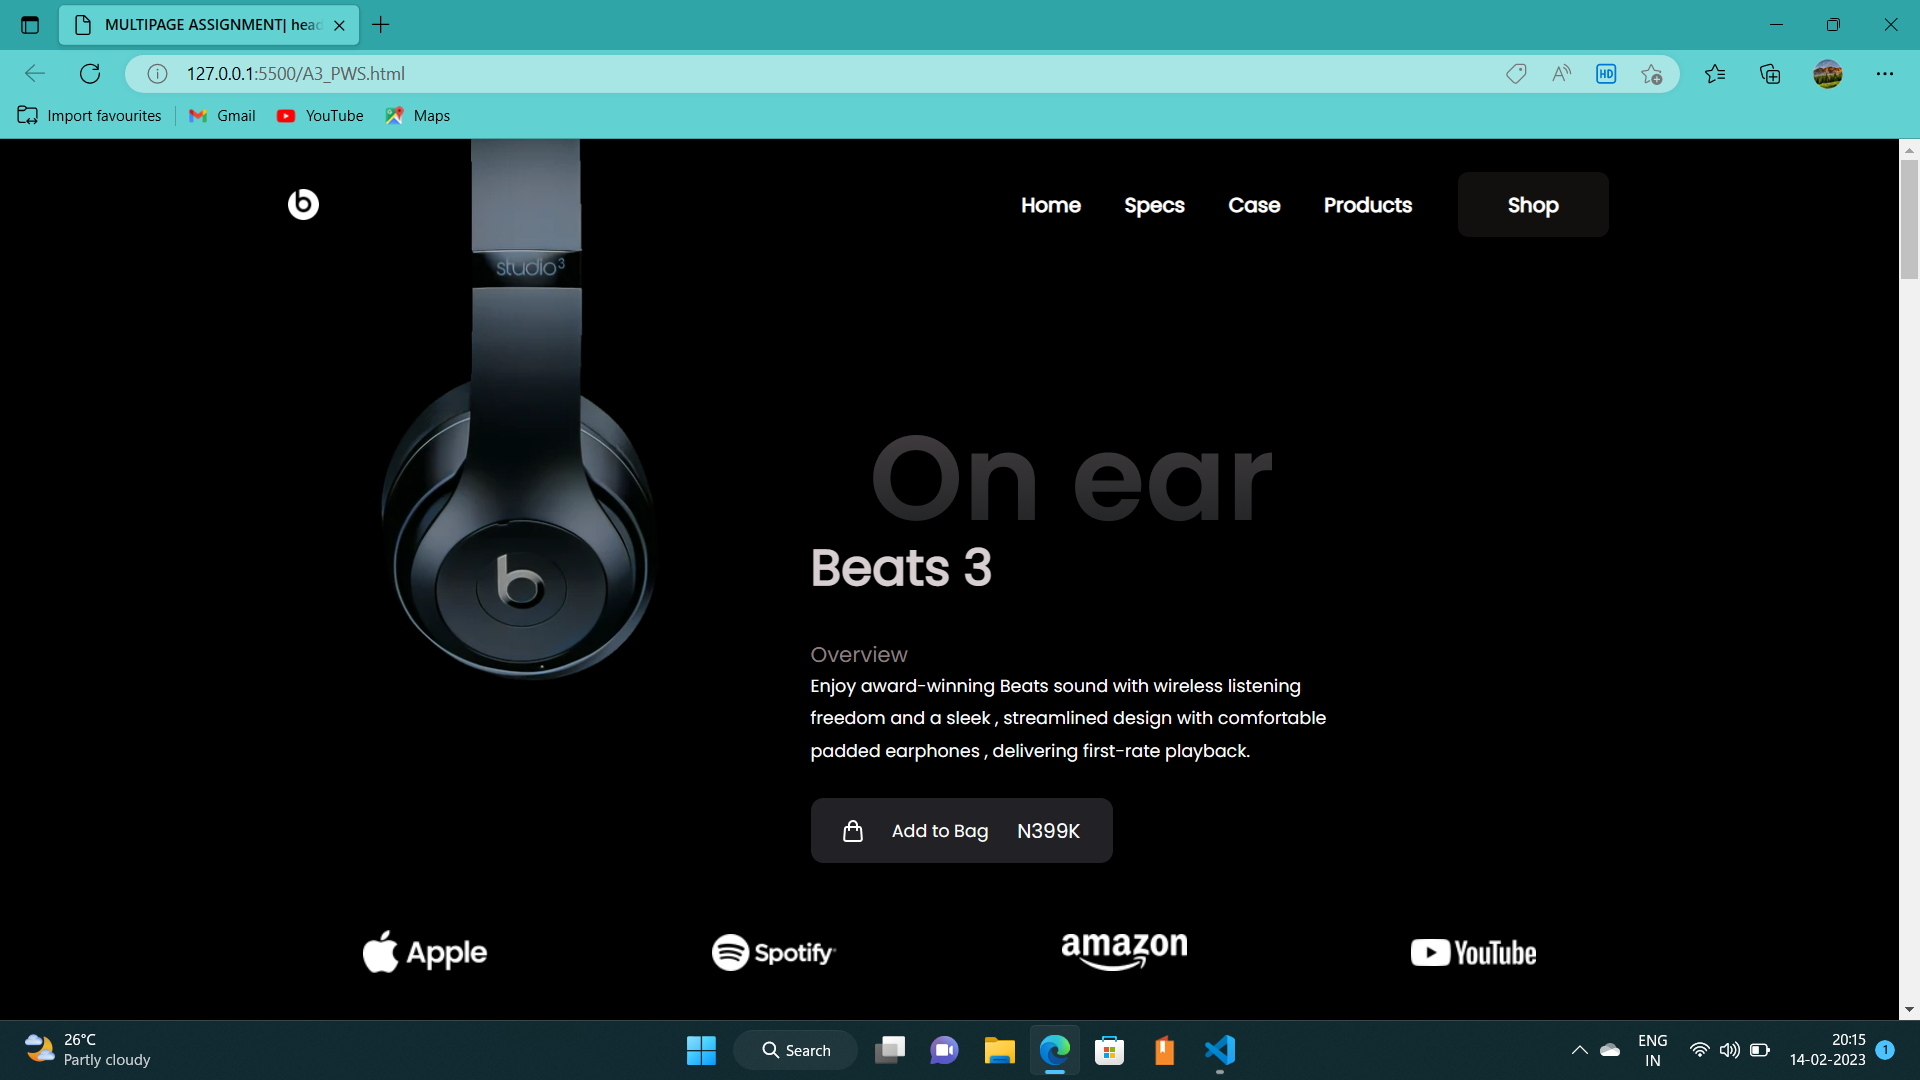 MULTIPAGE ASSIGNMENT| head
127.0.0.1:5500/A3_PWS.html
HD
Import favourites
Gmail
YouTube
Maps
b
Home
Specs
Case
Products
Shop
studio3
b
On ear
Beats 3
Overview
Enjoy award-winning Beats sound with wireless listening
freedom and a sleek , streamlined design with comfortable
padded earphones , delivering first-rate playback.
Add to Bag N399K
Apple
Spotify
amazon
YouTube
26°C
Partly cloudy
Search
ENG
IN
20:15
14-02-2023
1